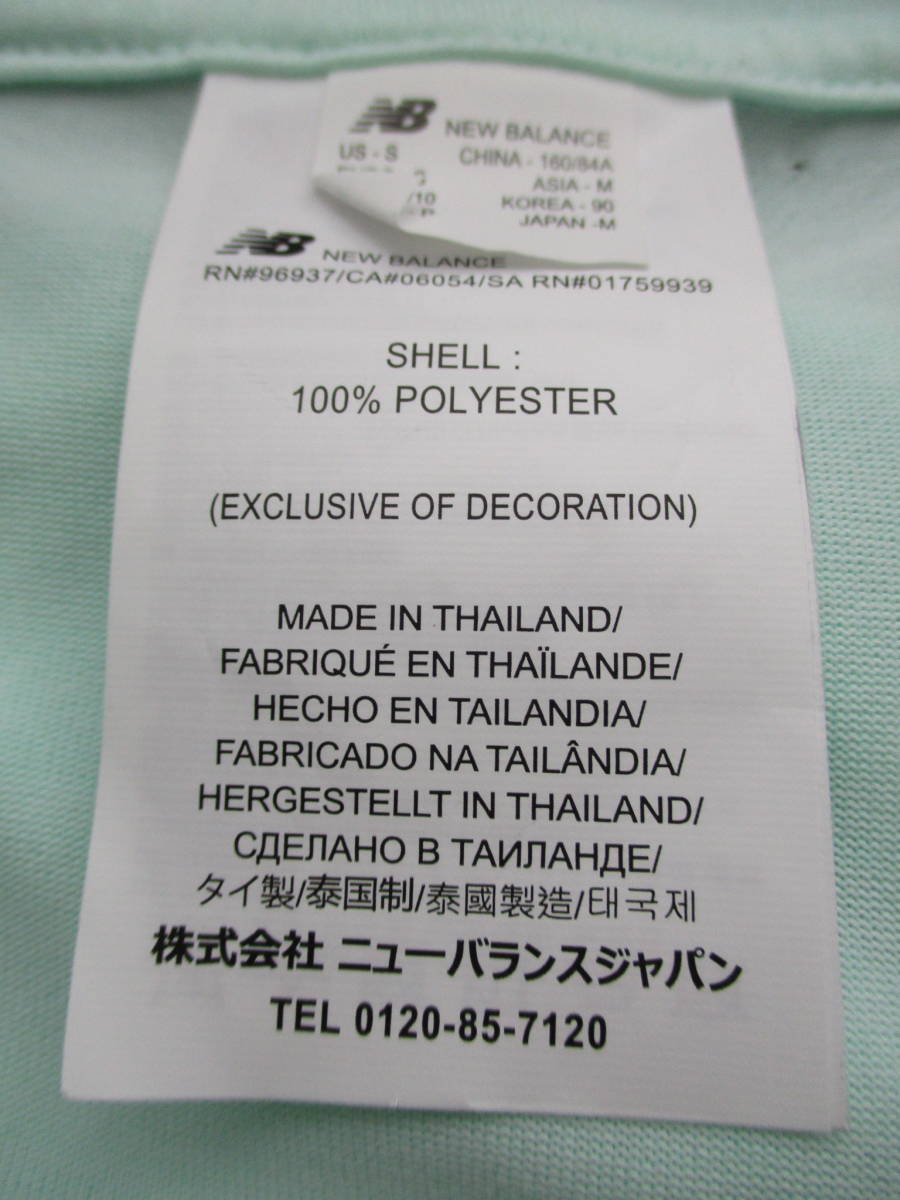 NB NEW BALANCE
US - S CHINA - 160/84A
ASIA - M
/10 KOREA - 90
JAPAN -M
NB NEW BALANCE
RN#96937/CA#06054/SA RN#01759939
SHELL :
100% POLYESTER
(EXCLUSIVE OF DECORATION)
MADE IN THAILAND/
FABRIQUÉ EN THAÏLANDE/
HECHO EN TAILANDIA/
FABRICADO NA TAILÂNDIA/
HERGESTELLT IN THAILAND/
СДЕЛАНО В ТАИЛАНДЕ/
タイ製/泰国制/泰國製造/태국제
株式会社 ニューバランスジャパン
TEL 0120-85-7120